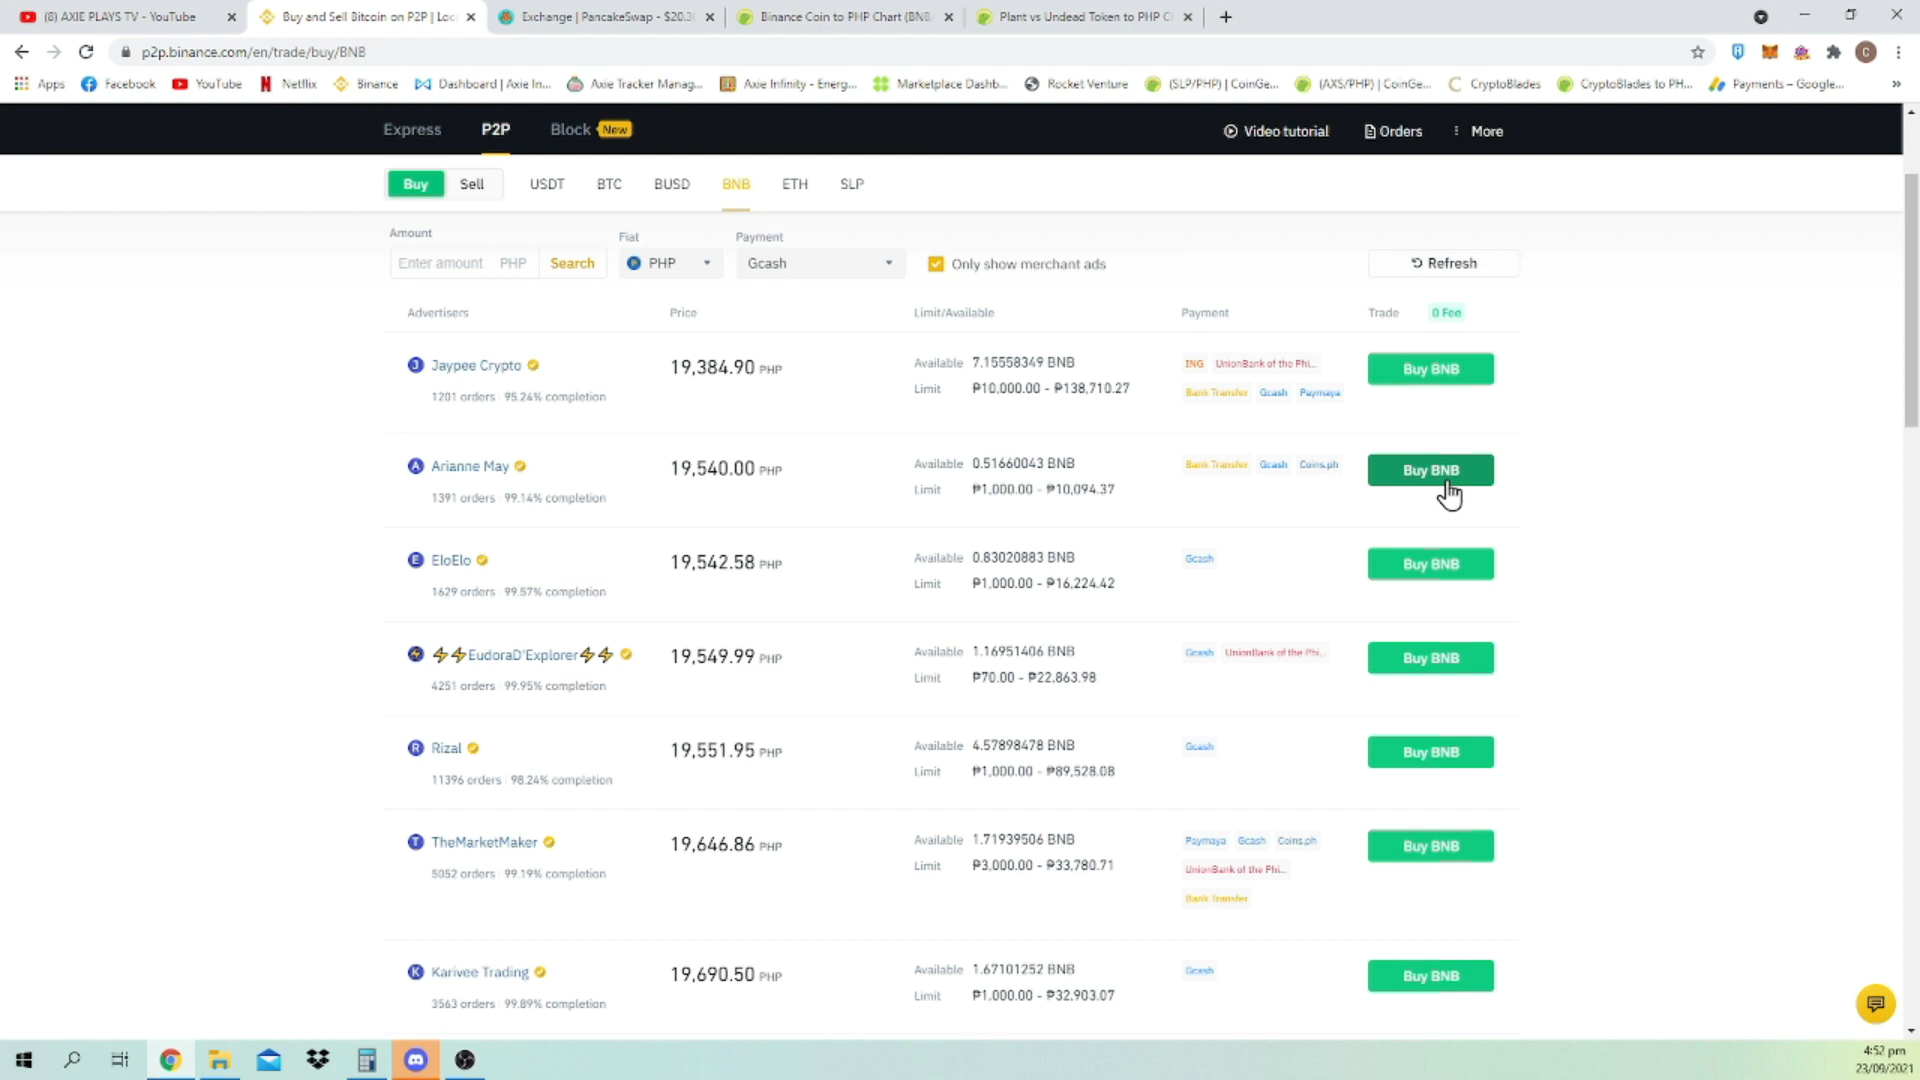 (8) AXIE PLAYS TV - YouTube
Buy and Sell Bitcoin on P2P | Loc
Exchange | PancakeSwap - $20.3
Binance Coin to PHP Chart (BNB/
Plant vs Undead Token to PHP C
p2p.binance.com/en/trade/buy/BNB
C
Apps
Facebook
YouTube
Netflix
Binance
Dashboard | Axie In...
Axie Tracker Manag...
Axie Infinity - Energ...
Marketplace Dashb...
Rocket Venture
(SLP/PHP) | CoinGe...
(AXS/PHP) | CoinGe...
CryptoBlades
CryptoBlades to PH...
Payments – Google...
»
Express
P2P
Block New
Video tutorial
Orders
More
Buy
Sell
USDT
BTC
BUSD
BNB
ETH
SLP
Amount
Fiat
Payment
Enter amount PHP
Search
PHP
Gcash
Only show merchant ads
Refresh
Advertisers
Price
Limit/Available
Payment
Trade
0 Fee
J Jaypee Crypto
1201 orders | 95.24% completion
19,384.90 PHP
Available 7.15558349 BNB
Limit ₱10,000.00 - ₱138,710.27
ING UnionBank of the Phi...
Bank Transfer Gcash Paymaya
Buy BNB
A Arianne May
1391 orders | 99.14% completion
19,540.00 PHP
Available 0.51660043 BNB
Limit ₱1,000.00 - ₱10,094.37
Bank Transfer Gcash Coins.ph
Buy BNB
E EloElo
1629 orders | 99.57% completion
19,542.58 PHP
Available 0.83020883 BNB
Limit ₱1,000.00 - ₱16,224.42
Gcash
Buy BNB
⚡⚡EudoraD'Explorer⚡⚡
4251 orders | 99.95% completion
19,549.99 PHP
Available 1.16951406 BNB
Limit ₱70.00 - ₱22,863.98
Gcash UnionBank of the Phi...
Buy BNB
R Rizal
11396 orders | 98.24% completion
19,551.95 PHP
Available 4.57898478 BNB
Limit ₱1,000.00 - ₱89,528.08
Gcash
Buy BNB
T TheMarketMaker
5052 orders | 99.19% completion
19,646.86 PHP
Available 1.71939506 BNB
Limit ₱3,000.00 - ₱33,780.71
Paymaya Gcash Coins.ph
UnionBank of the Phi...
Bank Transfer
Buy BNB
K Karivee Trading
3563 orders | 99.89% completion
19,690.50 PHP
Available 1.67101252 BNB
Limit ₱1,000.00 - ₱32,903.07
Gcash
Buy BNB
4:52 pm
23/09/2021